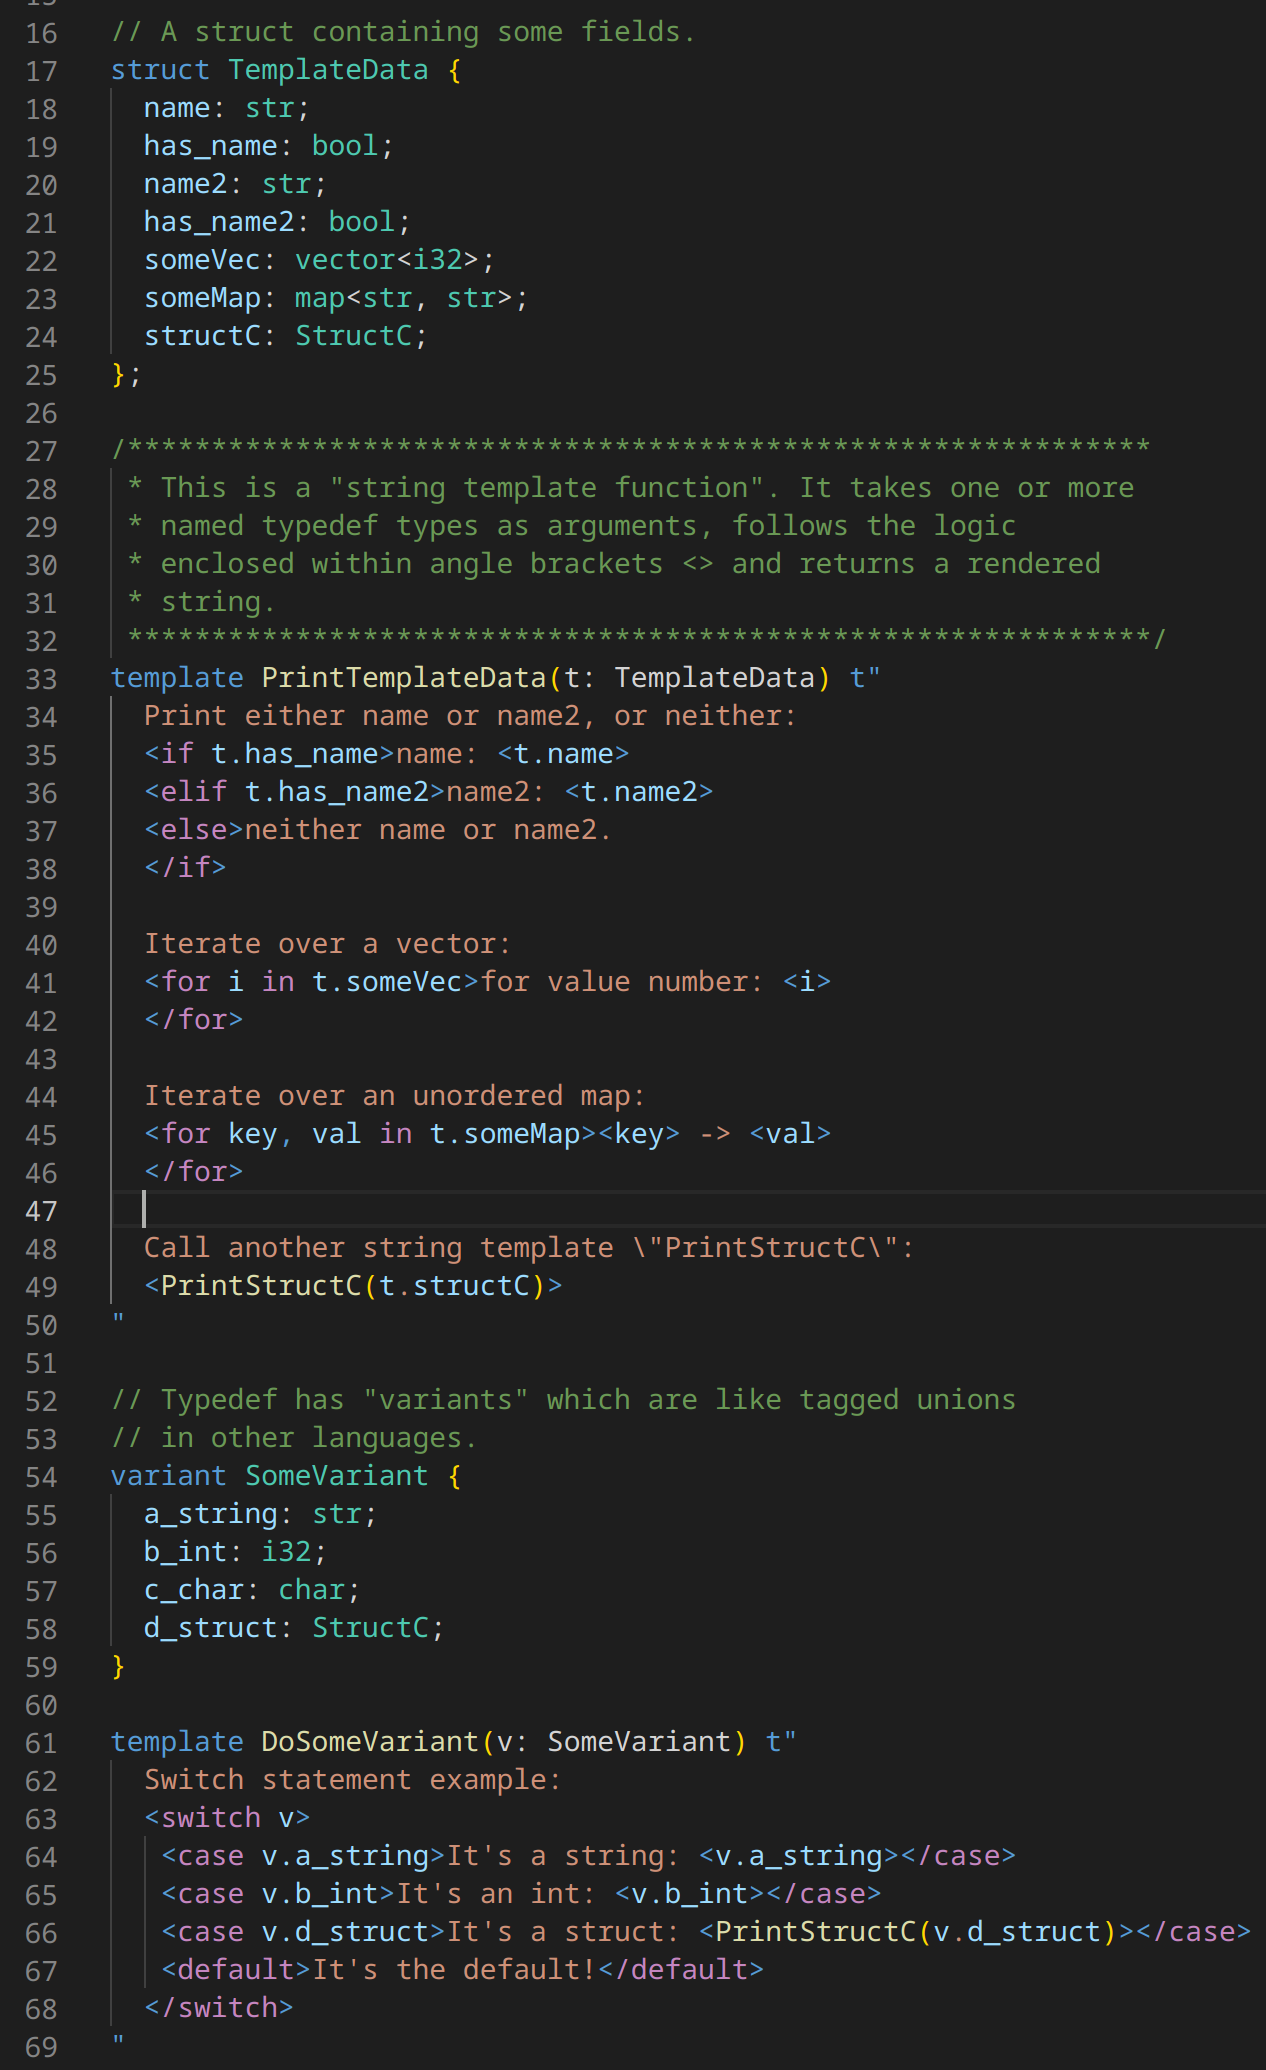 16 // A struct containing some fields.
17 struct TemplateData {
18   name: str;
19   has_name: bool;
20   name2: str;
21   has_name2: bool;
22   someVec: vector<i32>;
23   someMap: map<str, str>;
24   structC: StructC;
25 };
26
27 /*************************************************************
28  * This is a "string template function". It takes one or more
29  * named typedef types as arguments, follows the logic
30  * enclosed within angle brackets <> and returns a rendered
31  * string.
32  *************************************************************/
33 template PrintTemplateData(t: TemplateData) t"
34   Print either name or name2, or neither:
35   <if t.has_name>name: <t.name>
36   <elif t.has_name2>name2: <t.name2>
37   <else>neither name or name2.
38   </if>
39
40   Iterate over a vector:
41   <for i in t.someVec>for value number: <i>
42   </for>
43
44   Iterate over an unordered map:
45   <for key, val in t.someMap><key> -> <val>
46   </for>
47
48   Call another string template \"PrintStructC\":
49   <PrintStructC(t.structC)>
50 "
51
52 // Typedef has "variants" which are like tagged unions
53 // in other languages.
54 variant SomeVariant {
55   a_string: str;
56   b_int: i32;
57   c_char: char;
58   d_struct: StructC;
59 }
60
61 template DoSomeVariant(v: SomeVariant) t"
62   Switch statement example:
63   <switch v>
64    <case v.a_string>It's a string: <v.a_string></case>
65    <case v.b_int>It's an int: <v.b_int></case>
66    <case v.d_struct>It's a struct: <PrintStructC(v.d_struct)></case>
67    <default>It's the default!</default>
68   </switch>
69 "